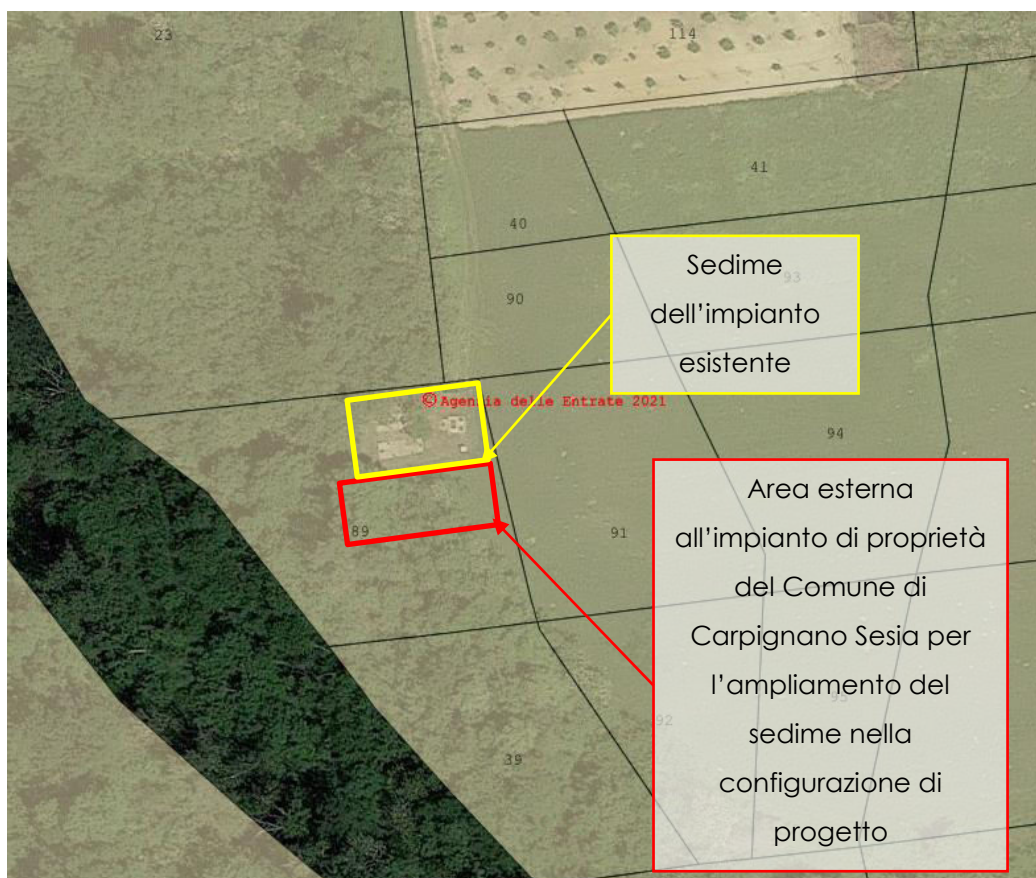 23
114
41
40
93
90
Sedime
dell’impianto
esistente
© Agenzia delle Entrate 2021
94
89
91
Area esterna
all’impianto di proprietà
del Comune di
Carpignano Sesia per
l’ampliamento del
sedime nella
configurazione di
progetto
92
39